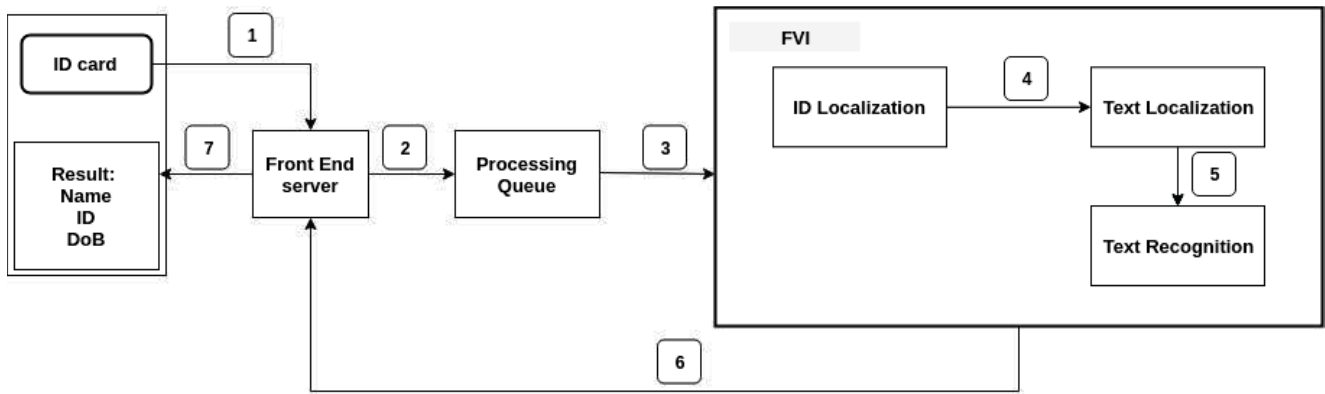 1
ID card
FVI
4
ID Localization
Text Localization
7
2
3
5
Front End
server
Processing
Queue
Result:
Name
ID
DoB
Text Recognition
6